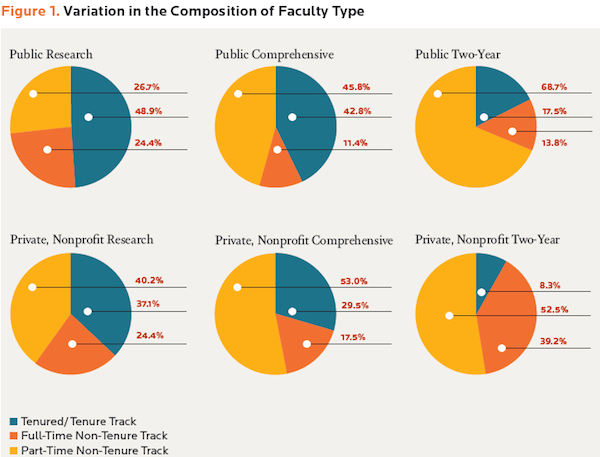 Figure 1. Variation in the Composition of Faculty Type
Public Research
26.7%
48.9%
24.4%
Public Comprehensive
45.8%
42.8%
11.4%
Public Two-Year
68.7%
17.5%
13.8%
Private, Nonprofit Research
40.2%
37.1%
24.4%
Private, Nonprofit Comprehensive
53.0%
29.5%
17.5%
Private, Nonprofit Two-Year
8.3%
52.5%
39.2%
Tenured/Tenure Track
Full-Time Non-Tenure Track
Part-Time Non-Tenure Track